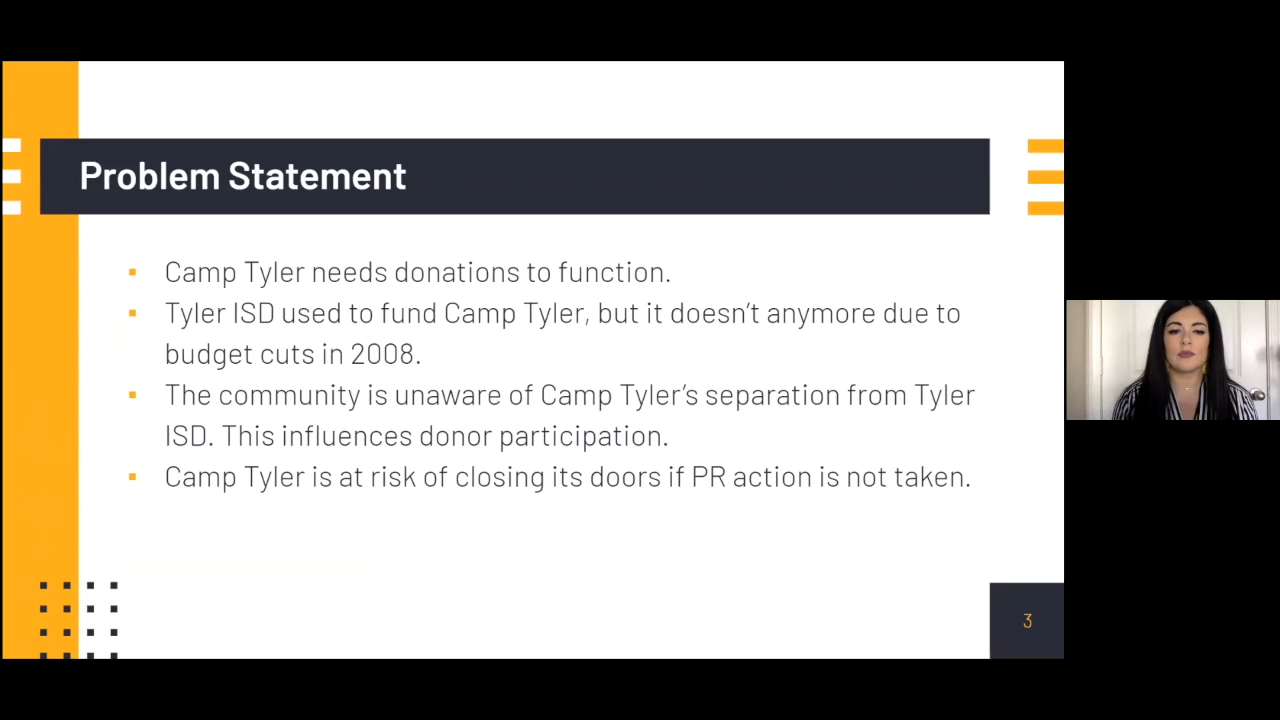 Problem Statement
Camp Tyler needs donations to function.
Tyler ISD used to fund Camp Tyler, but it doesn’t anymore due to
budget cuts in 2008.
The community is unaware of Camp Tyler’s separation from Tyler
ISD. This influences donor participation.
Camp Tyler is at risk of closing its doors if PR action is not taken.
3